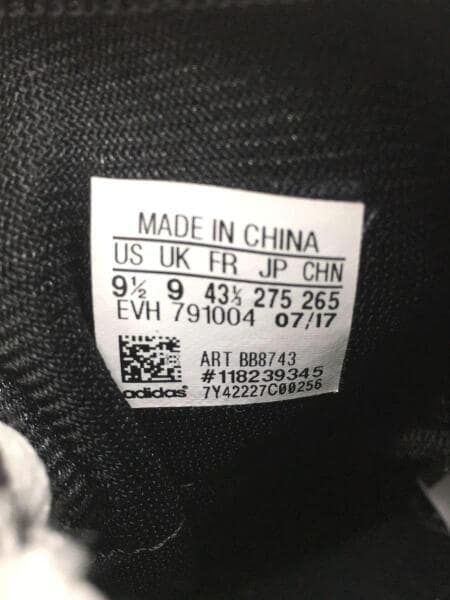 MADE IN CHINA
US UK FR JP CHN
9½ 9 43⅓ 275 265
EVH 791004 07/17
ART BB8743
#118239345
adidas 7Y42227C00256